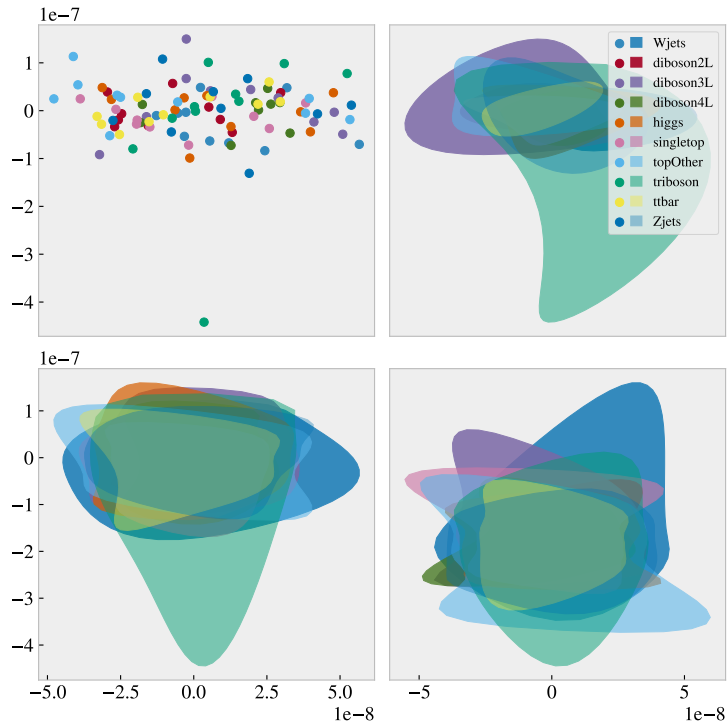 1e−7
1
0
−1
−2
−3
−4
Wjets
diboson2L
diboson3L
diboson4L
higgs
singletop
topOther
triboson
ttbar
Zjets
1e−7
1
0
−1
−2
−3
−4
−5.0 −2.5 0.0 2.5 5.0
1e−8
−5 0 5
1e−8